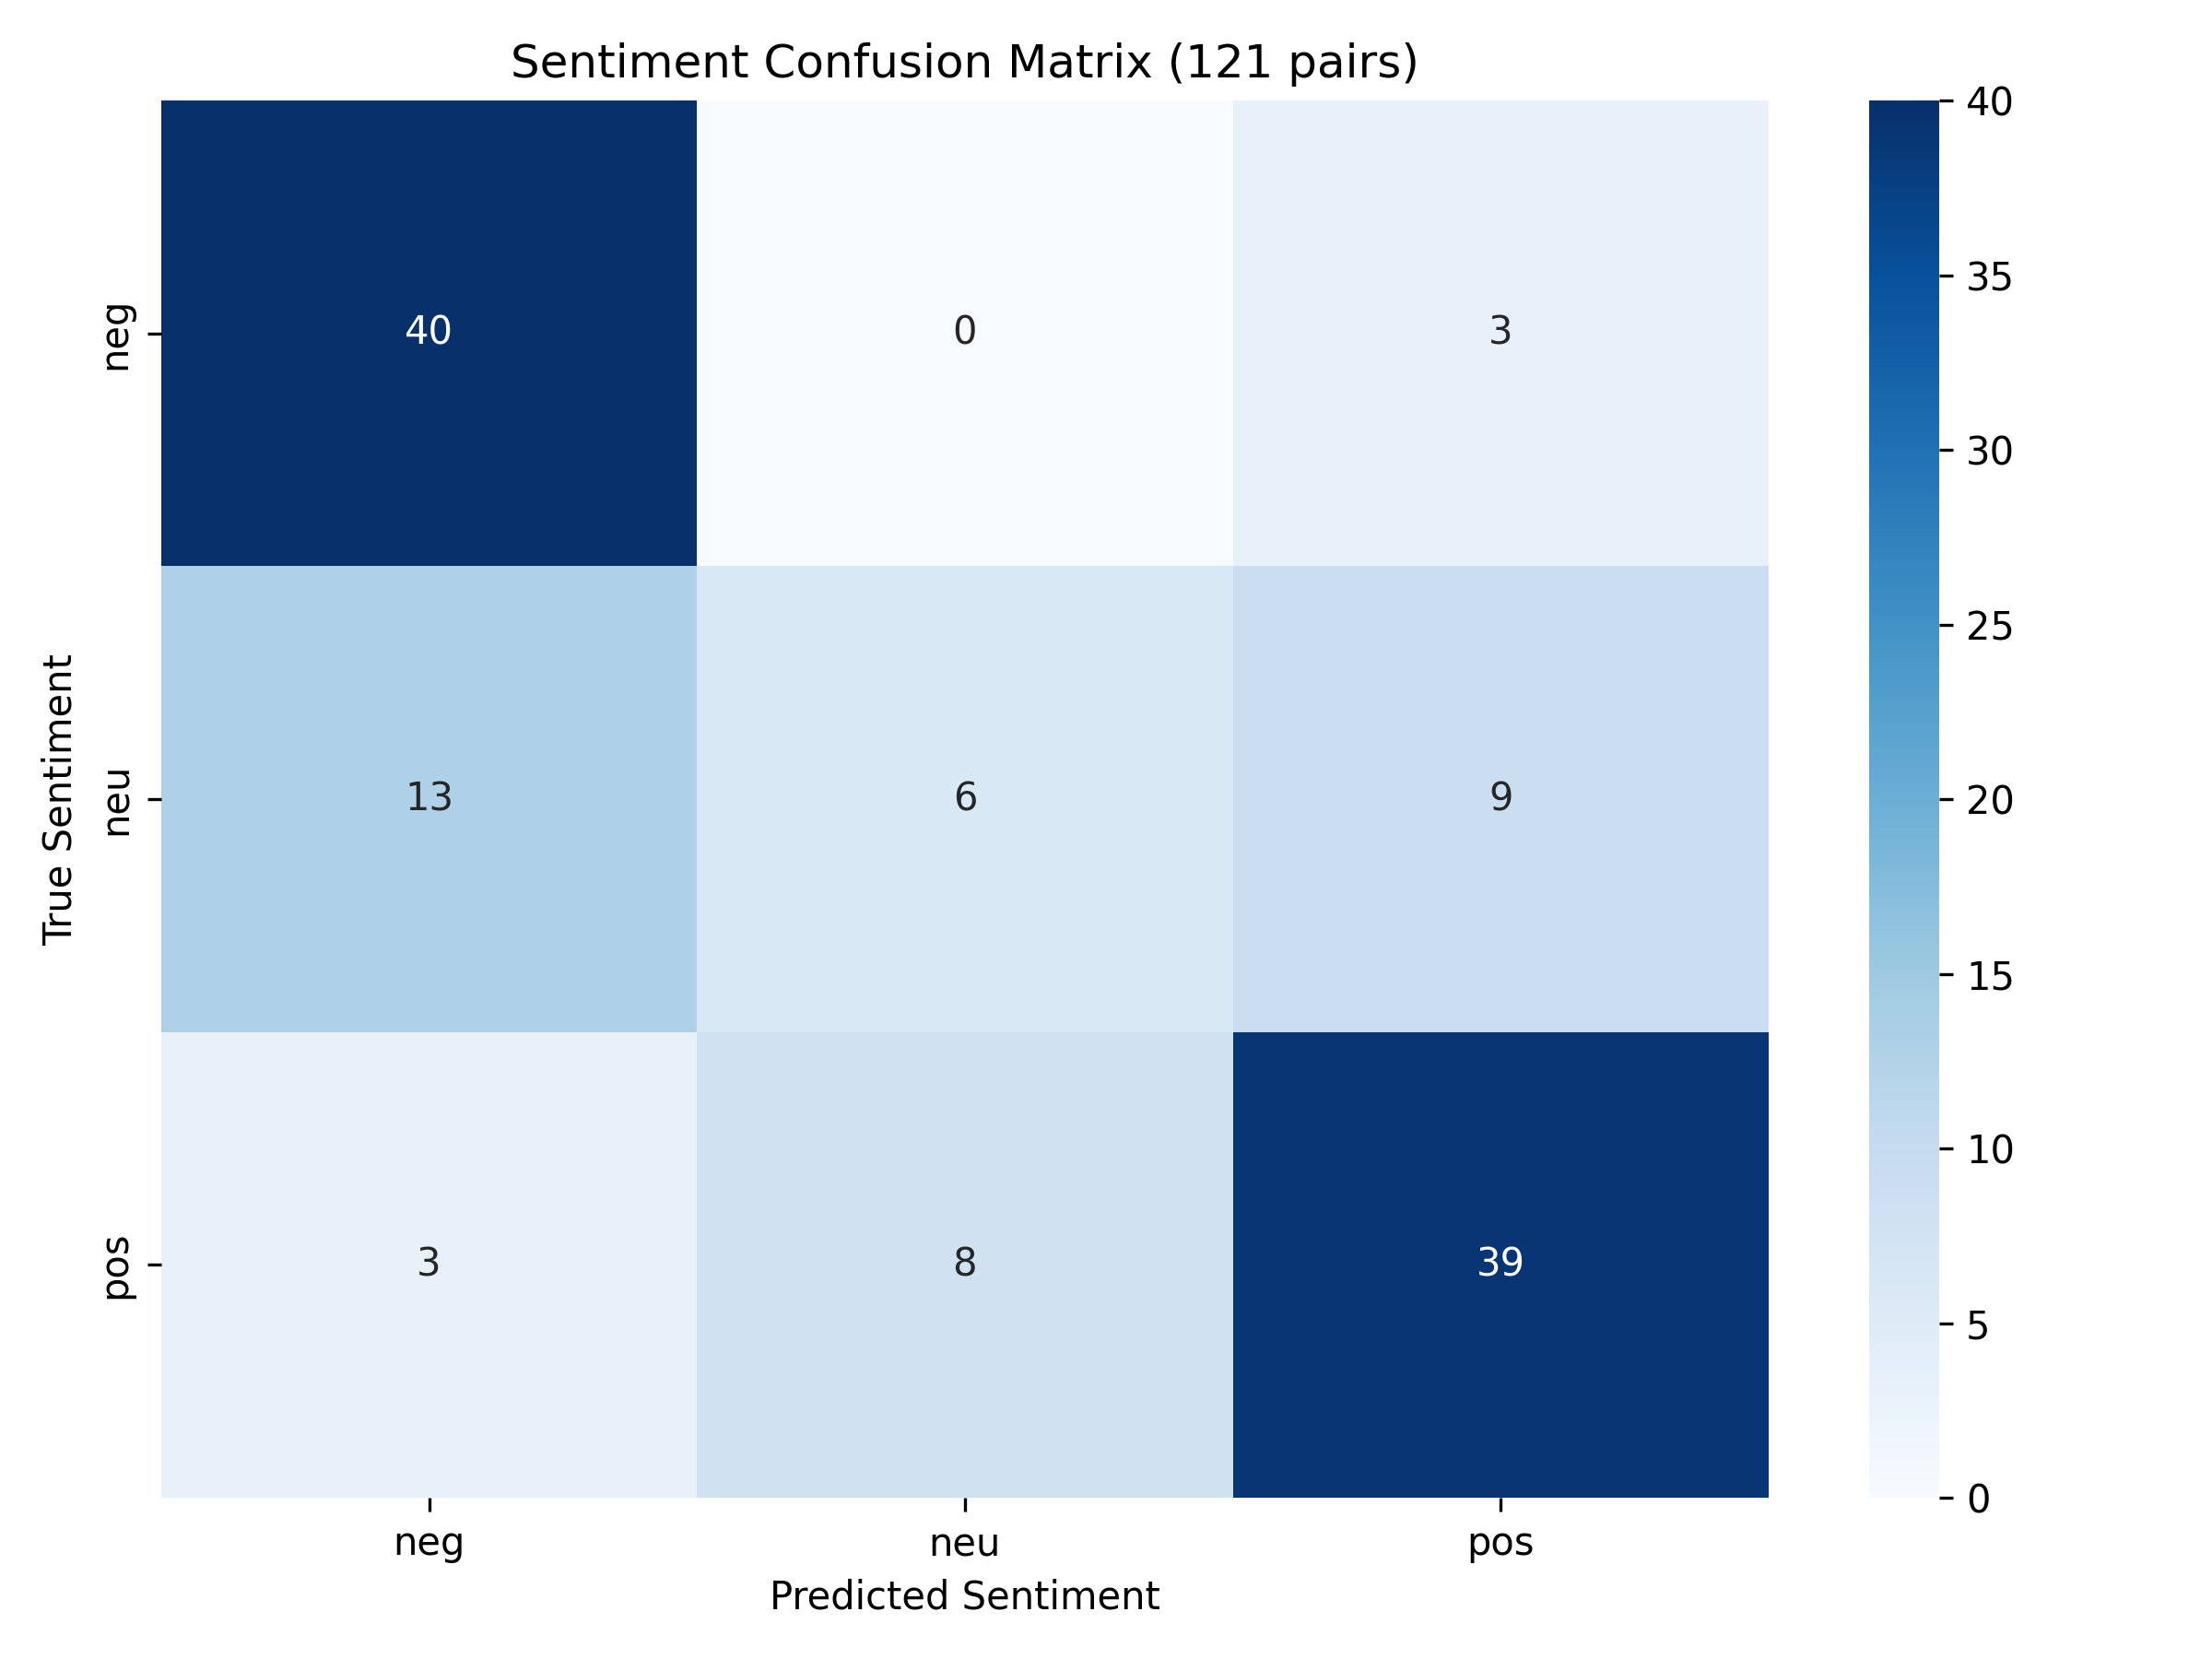 Sentiment Confusion Matrix (121 pairs)
True Sentiment
neg
40 0 3
neu
13 6 9
pos
3 8 39
neg neu pos
Predicted Sentiment
40
35
30
25
20
15
10
5
0